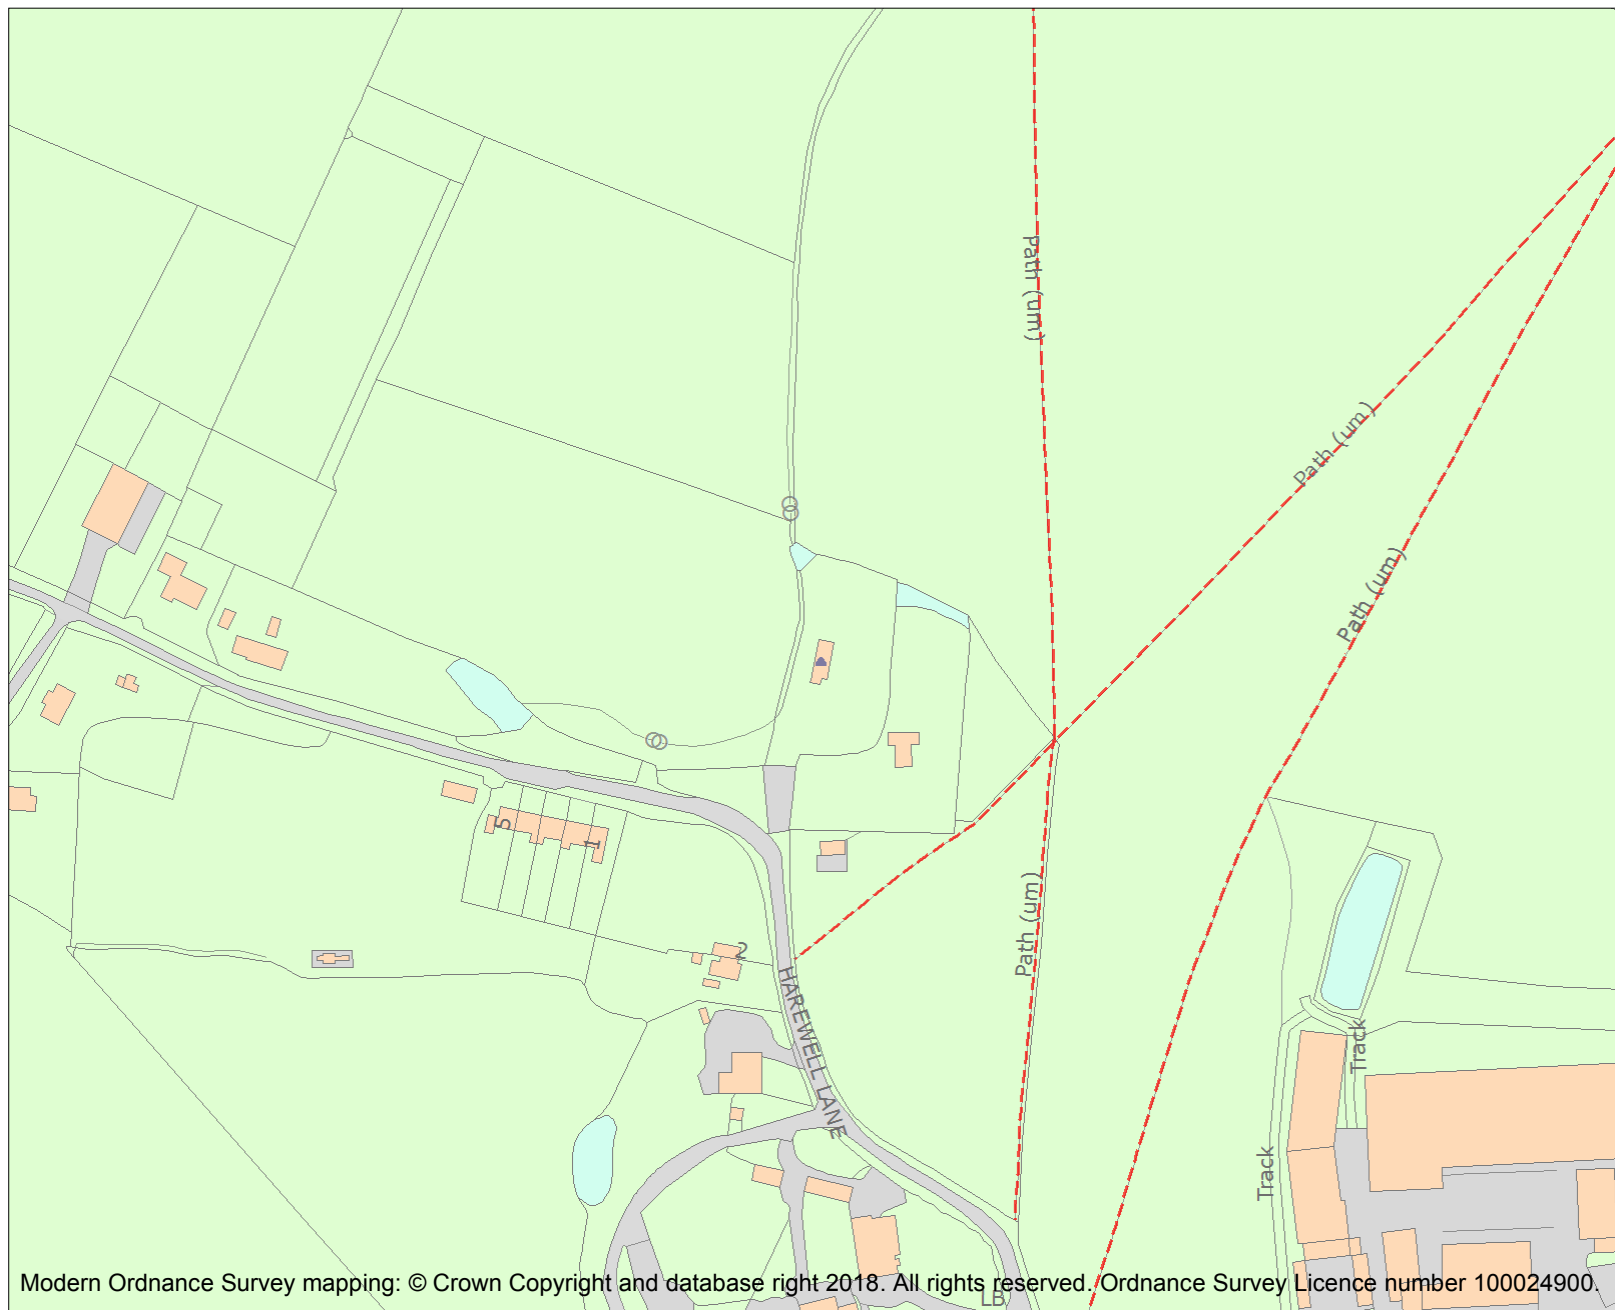 Path (um)
Path (um)
Path (um)
5
1
Path (um)
2
HAREWELL LANE
Track
Track
LB
Modern Ordnance Survey mapping: © Crown Copyright and database right 2018. All rights reserved. Ordnance Survey Licence number 100024900.